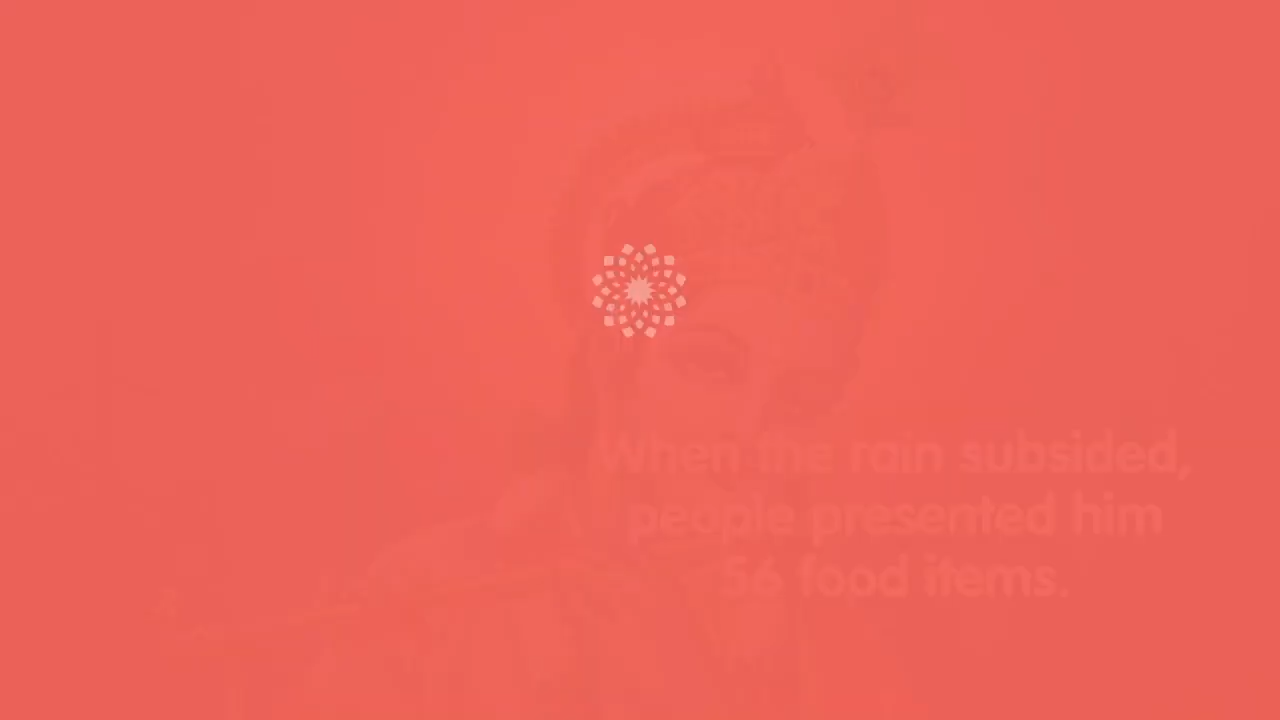 When the rain subsided,
people presented him
56 food items.